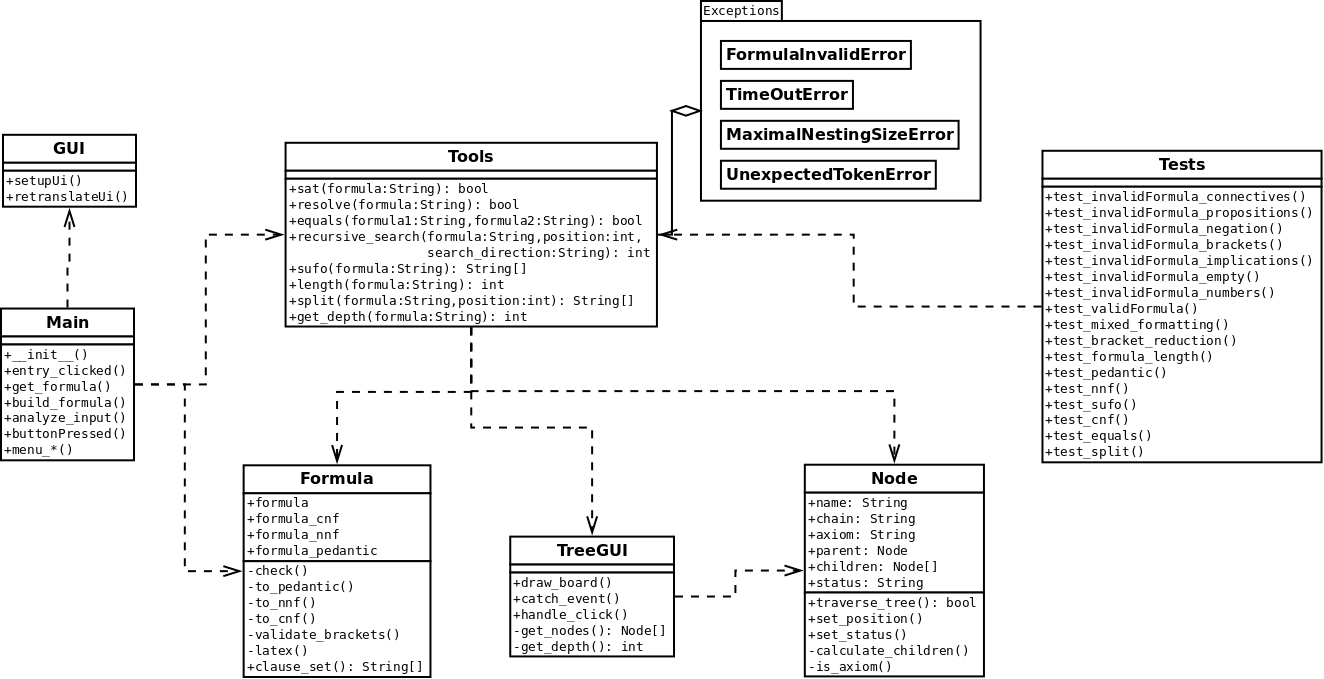 Exceptions
FormulaInvalidError
TimeOutError
MaximalNestingSizeError
UnexpectedTokenError
GUI
+setupUi()
+retranslateUi()
Tools
+sat(formula:String): bool
+resolve(formula:String): bool
+equals(formula1:String,formula2:String): bool
+recursive_search(formula:String,position:int,
search_direction:String): int
+sufo(formula:String): String[]
+length(formula:String): int
+split(formula:String,position:int): String[]
+get_depth(formula:String): int
Tests
+test_invalidFormula_connectives()
+test_invalidFormula_propositions()
+test_invalidFormula_negation()
+test_invalidFormula_brackets()
+test_invalidFormula_implications()
+test_invalidFormula_empty()
+test_invalidFormula_numbers()
+test_validFormula()
+test_mixed_formatting()
+test_bracket_reduction()
+test_formula_length()
+test_pedantic()
+test_nnf()
+test_sufo()
+test_cnf()
+test_equals()
+test_split()
Main
+__init__()
+entry_clicked()
+get_formula()
+build_formula()
+analyze_input()
+buttonPressed()
+menu_*()
Formula
+formula
+formula_cnf
+formula_nnf
+formula_pedantic
-check()
-to_pedantic()
-to_nnf()
-to_cnf()
-validate_brackets()
-latex()
+clause_set(): String[]
TreeGUI
+draw_board()
+catch_event()
+handle_click()
-get_nodes(): Node[]
-get_depth(): int
Node
+name: String
+chain: String
+axiom: String
+parent: Node
+children: Node[]
+status: String
+traverse_tree(): bool
+set_position()
+set_status()
-calculate_children()
-is_axiom()